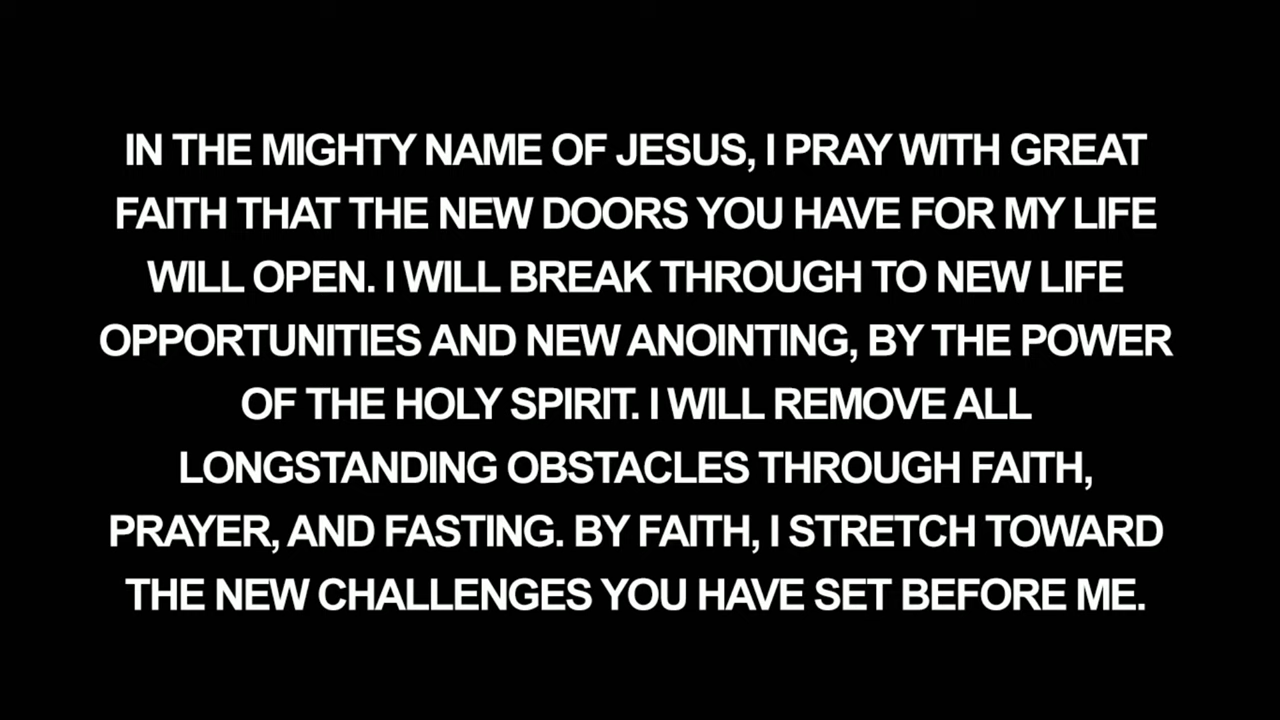 IN THE MIGHTY NAME OF JESUS, I PRAY WITH GREAT
FAITH THAT THE NEW DOORS YOU HAVE FOR MY LIFE
WILL OPEN. I WILL BREAK THROUGH TO NEW LIFE
OPPORTUNITIES AND NEW ANOINTING, BY THE POWER
OF THE HOLY SPIRIT. I WILL REMOVE ALL
LONGSTANDING OBSTACLES THROUGH FAITH,
PRAYER, AND FASTING. BY FAITH, I STRETCH TOWARD
THE NEW CHALLENGES YOU HAVE SET BEFORE ME.